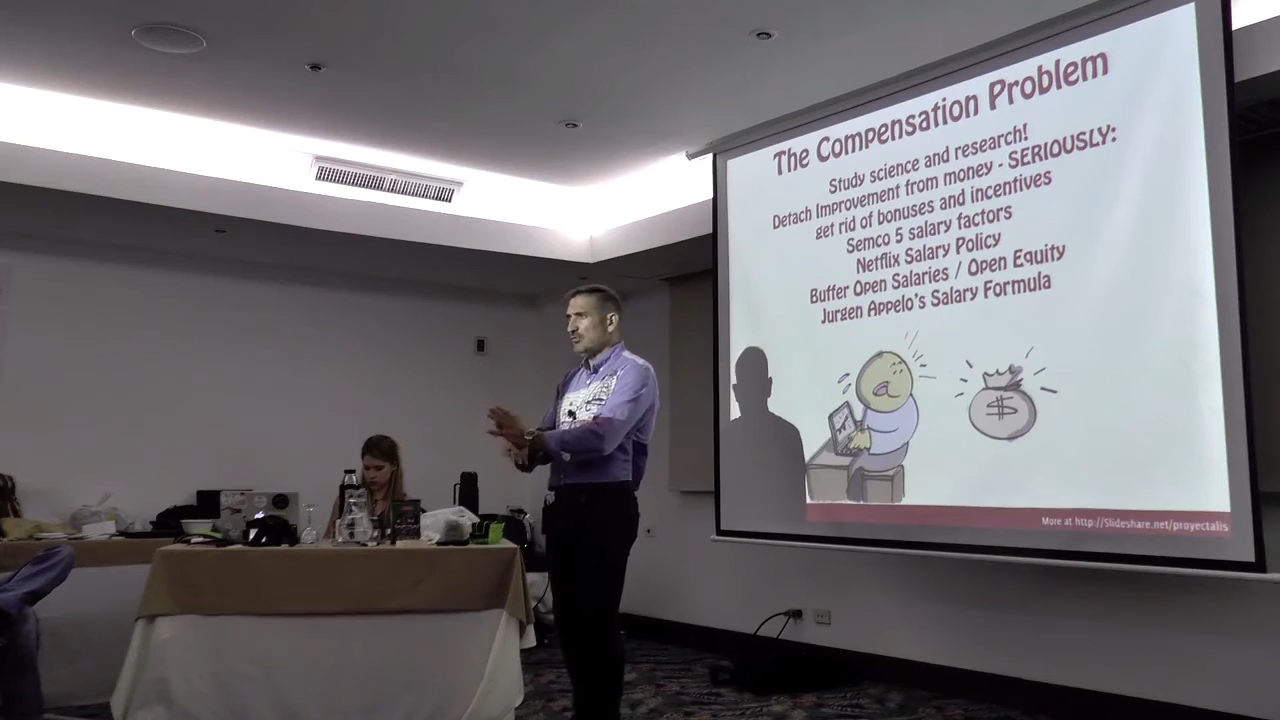 The Compensation Problem
Study science and research!
Detach Improvement from money - SERIOUSLY:
get rid of bonuses and incentives
Semco 5 salary factors
Netflix Salary Policy
Buffer Open Salaries / Open Equity
Jurgen Appelo's Salary Formula
$
More at http://Slideshare.net/proyectalis